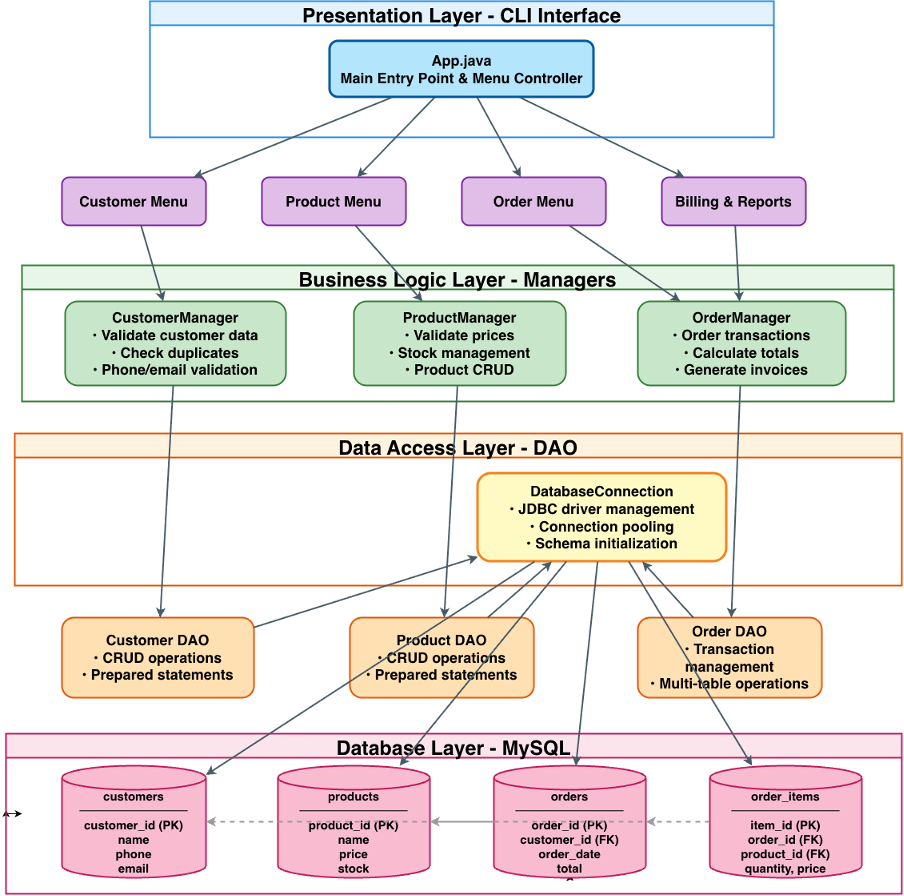 Presentation Layer - CLI Interface
App.java
Main Entry Point & Menu Controller
Customer Menu
Product Menu
Order Menu
Billing & Reports
Business Logic Layer - Managers
CustomerManager
• Validate customer data
• Check duplicates
• Phone/email validation
ProductManager
• Validate prices
• Stock management
• Product CRUD
OrderManager
• Order transactions
• Calculate totals
• Generate invoices
Data Access Layer - DAO
DatabaseConnection
• JDBC driver management
• Connection pooling
• Schema initialization
Customer DAO
• CRUD operations
• Prepared statements
Product DAO
• CRUD operations
• Prepared statements
Order DAO
• Transaction
management
• Multi-table operations
Database Layer - MySQL
customers
customer_id (PK)
name
phone
email
products
product_id (PK)
name
price
stock
orders
order_id (PK)
customer_id (FK)
order_date
total
order_items
item_id (PK)
order_id (FK)
product_id (FK)
quantity, price